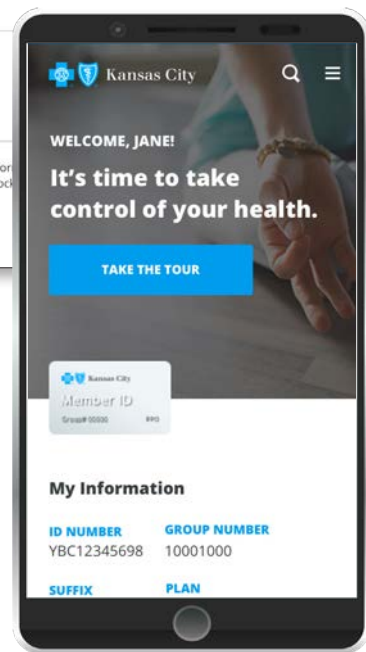 Kansas City
WELCOME, JANE!
It's time to take
control of your health.
TAKE THE TOUR
Kansas City
Member ID
Group# 00000 PPO
My Information
ID NUMBER GROUP NUMBER
YBC12345698 10001000
SUFFIX PLAN